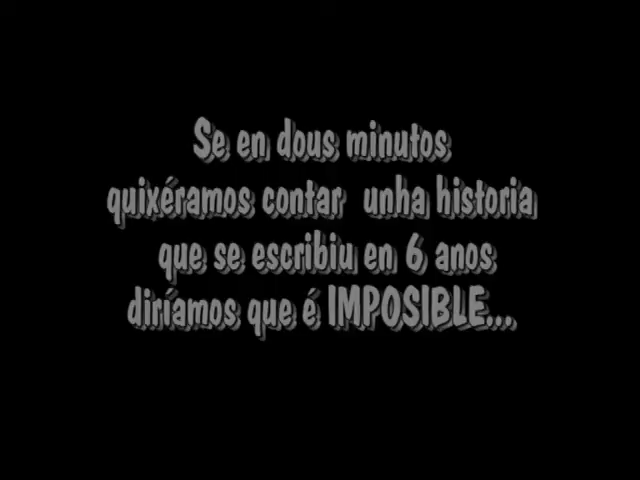 Se en dous minutos
quixéramos contar unha historia
que se escribiu en 6 anos
diríamos que é IMPOSIBLE...